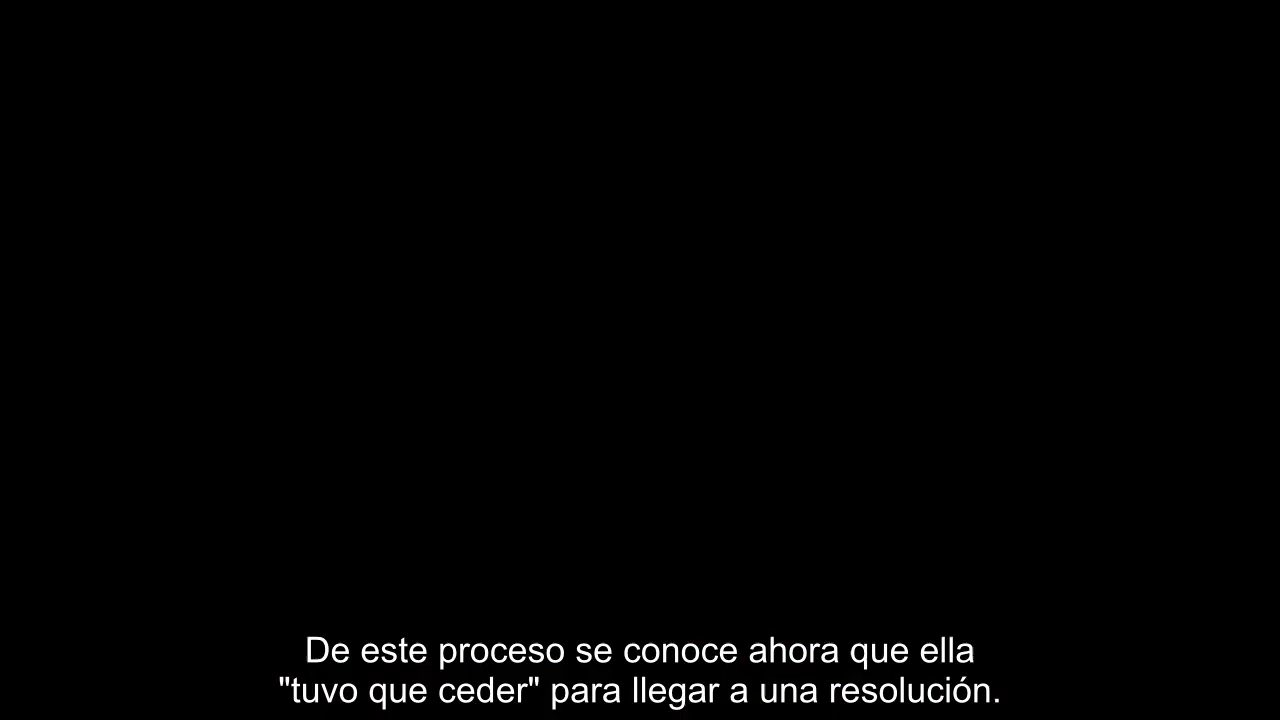 De este proceso se conoce ahora que ella
"tuvo que ceder" para llegar a una resolución.